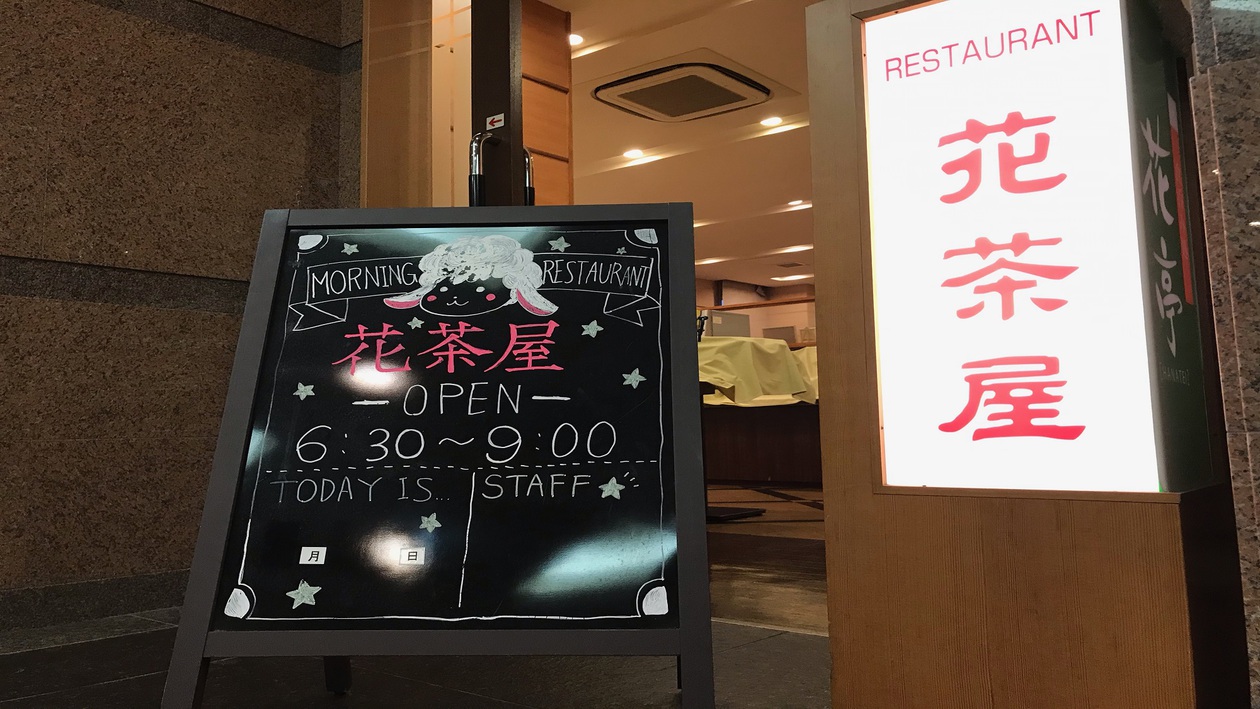 MORNING RESTAURANT
花茶屋
OPEN
6:30～9:00
TODAY IS...
STAFF
月 日
RESTAURANT
花
茶
屋
花亭